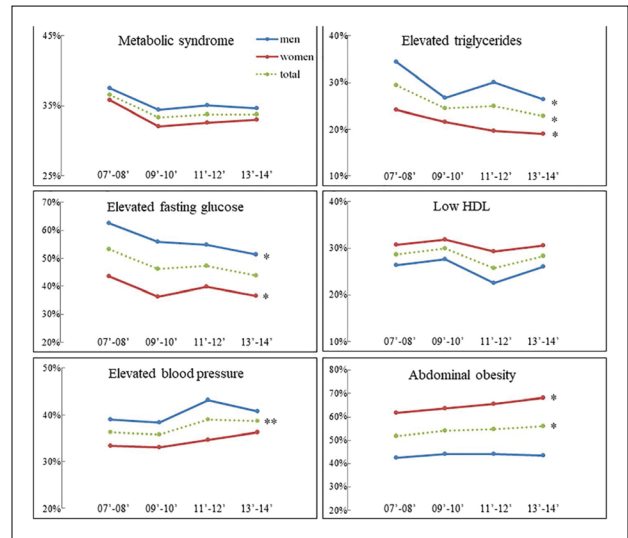 Metabolic syndrome
men
women
total
45%
35%
25%
07'-08' 09'-10' 11'-12' 13'-14'
Elevated triglycerides
40%
30%
20%
10%
*
*
*
07'-08' 09'-10' 11'-12' 13'-14'
Elevated fasting glucose
70%
60%
50%
40%
30%
20%
*
*
07'-08' 09'-10' 11'-12' 13'-14'
Low HDL
40%
30%
20%
10%
07'-08' 09'-10' 11'-12' 13'-14'
Elevated blood pressure
50%
40%
30%
20%
**
07'-08' 09'-10' 11'-12' 13'-14'
Abdominal obesity
80%
70%
60%
50%
40%
30%
20%
*
*
07'-08' 09'-10' 11'-12' 13'-14'